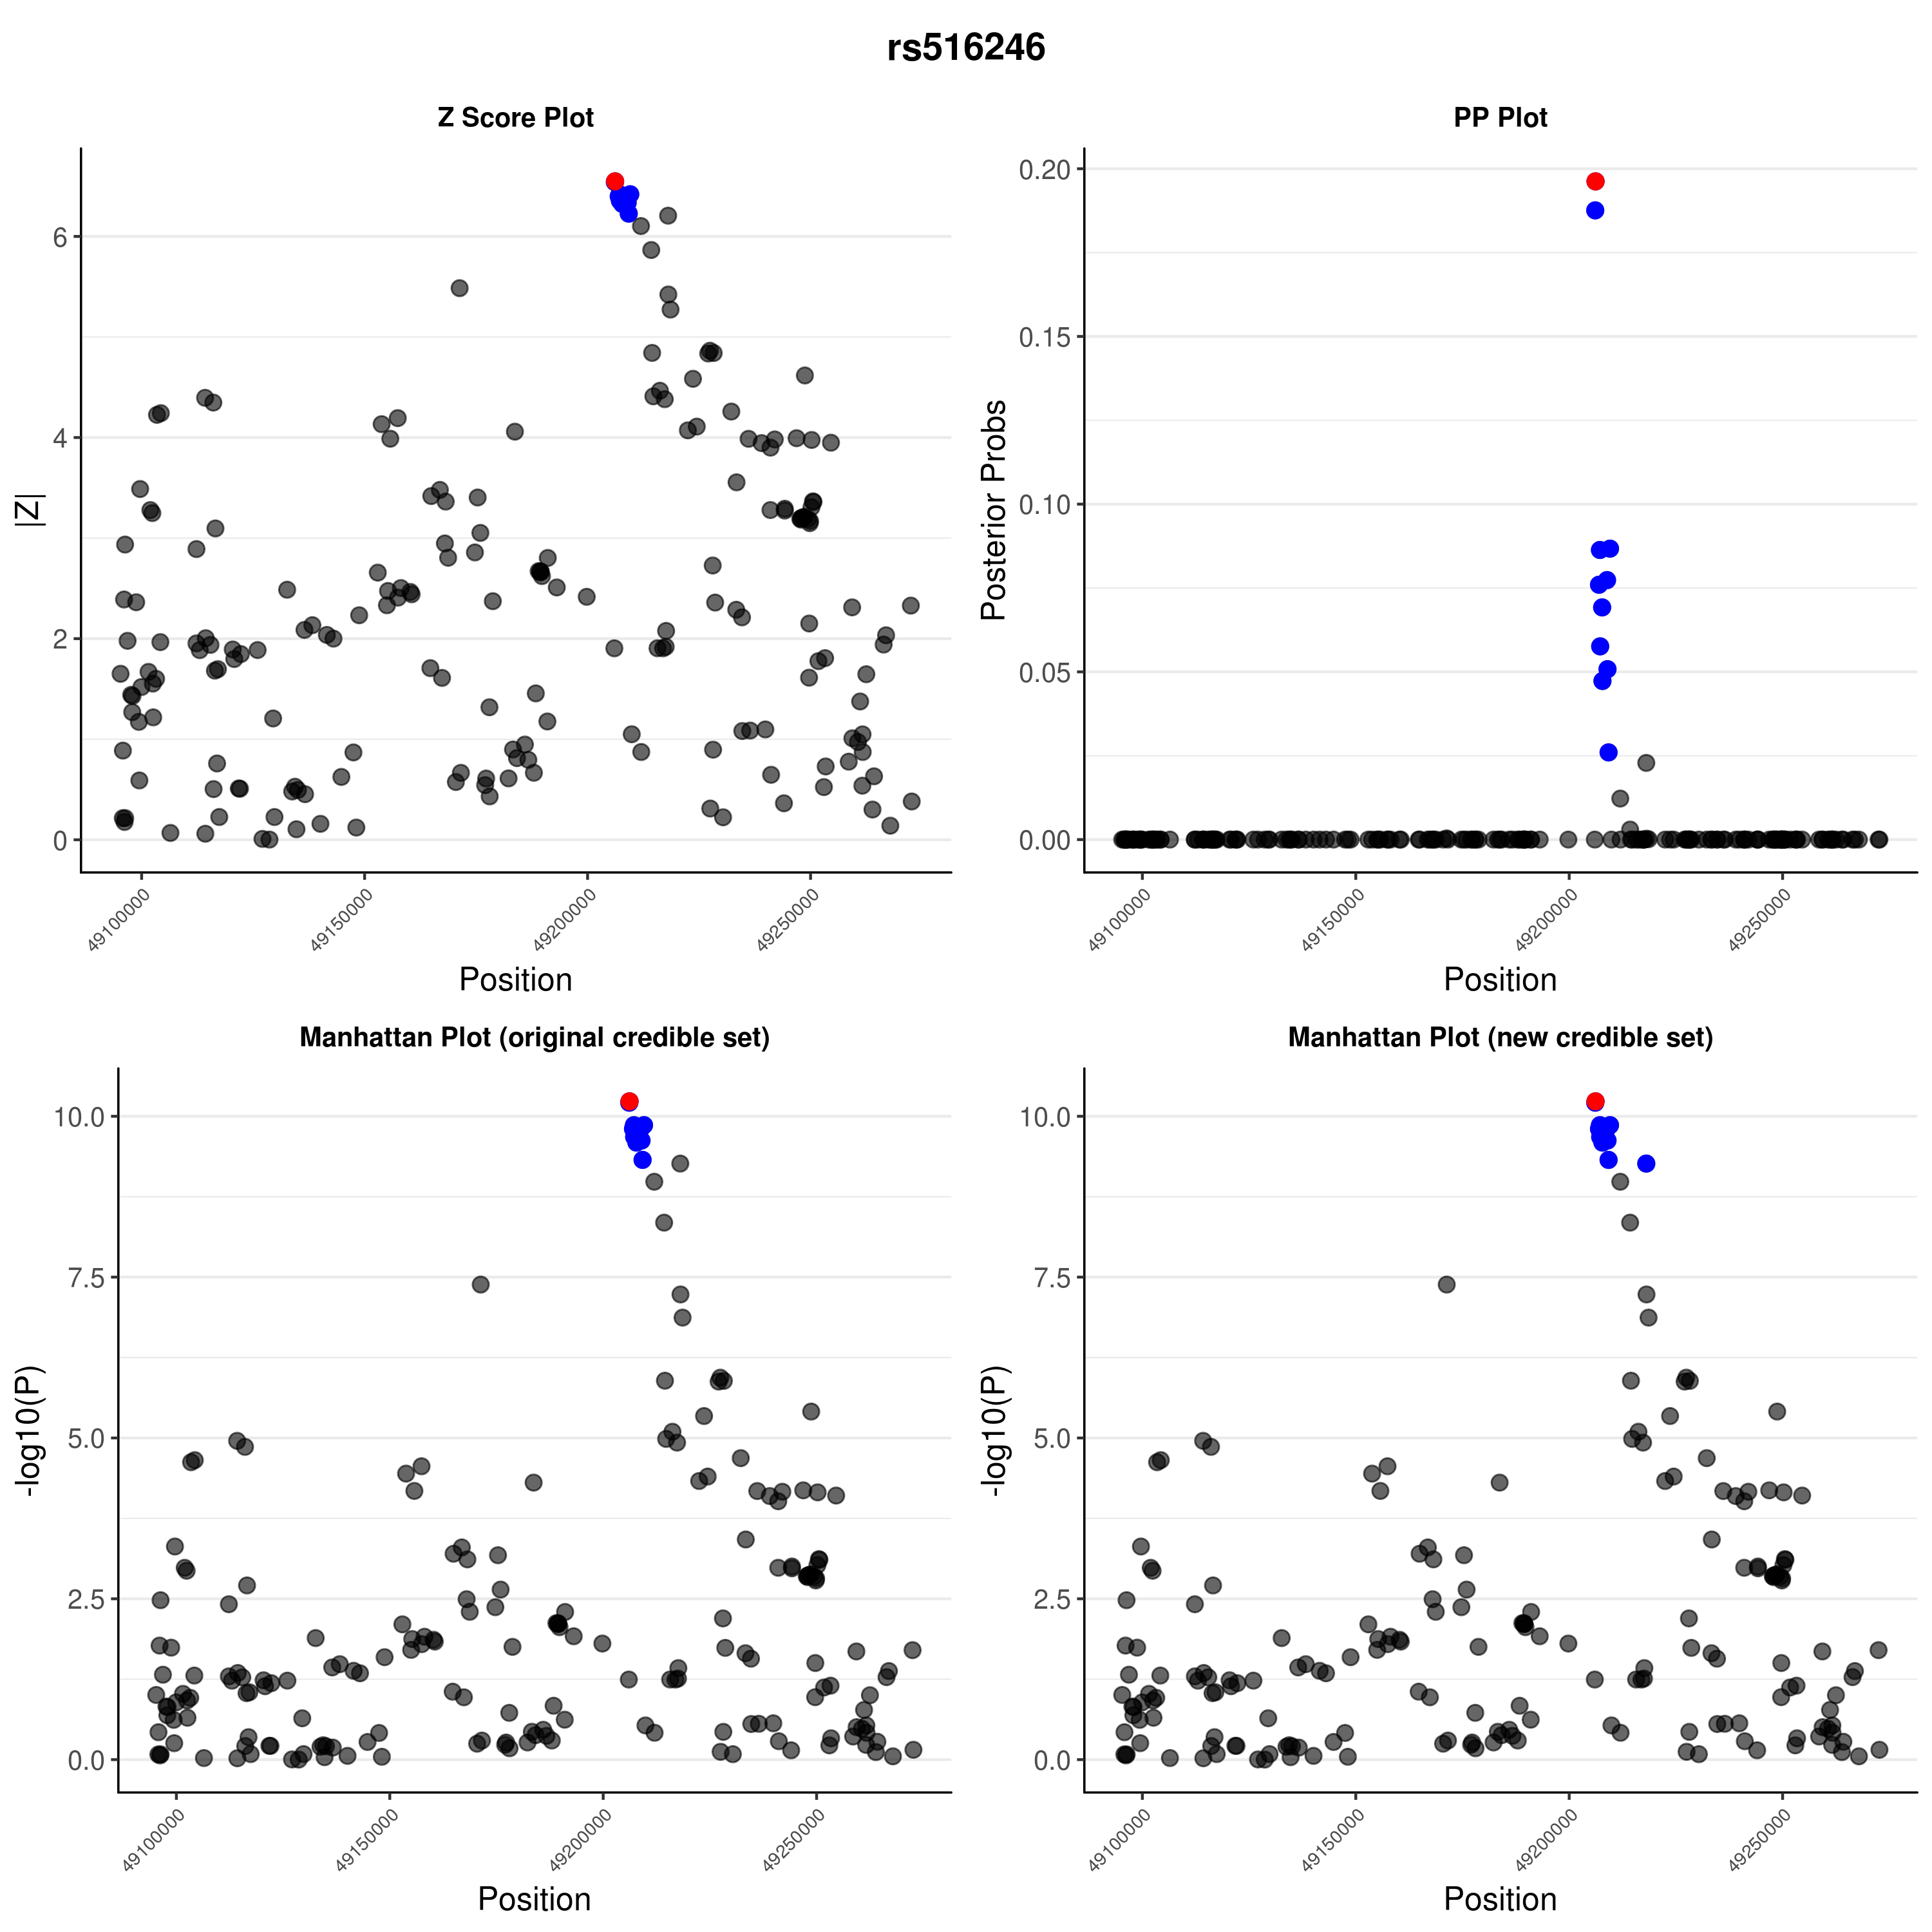 rs516246
Z Score Plot
|Z|
6
4
2
0
49100000
49150000
49200000
49250000
Position
PP Plot
Posterior Probs
0.20
0.15
0.10
0.05
0.00
49100000
49150000
49200000
49250000
Position
Manhattan Plot (original credible set)
-log10(P)
10.0
7.5
5.0
2.5
0.0
49100000
49150000
49200000
49250000
Position
Manhattan Plot (new credible set)
-log10(P)
10.0
7.5
5.0
2.5
0.0
49100000
49150000
49200000
49250000
Position